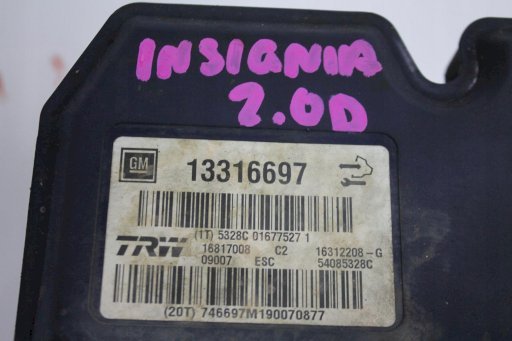 INSIGNIA
2.0D
GM 13316697
(1T) 5328C 01677527 1
TRW 16817008 C2 16312208-G
09007 ESC 54085328C
(20T) 746697M190070877